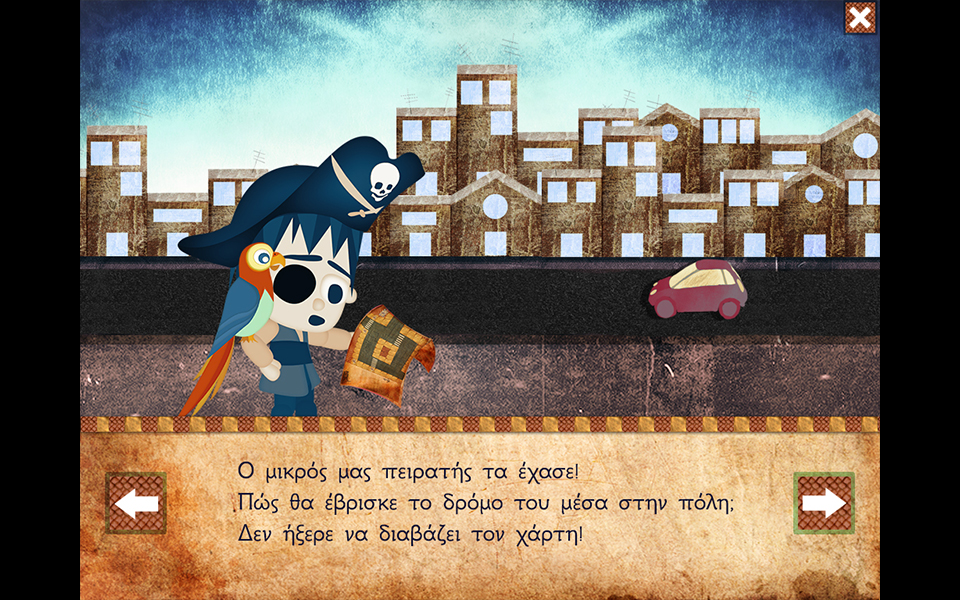 Ο μικρός μας πειρατής τα έχασε!
Πώς θα έβρισκε το δρόμο του μέσα στην πόλη;
Δεν ήξερε να διαβάζει τον χάρτη!